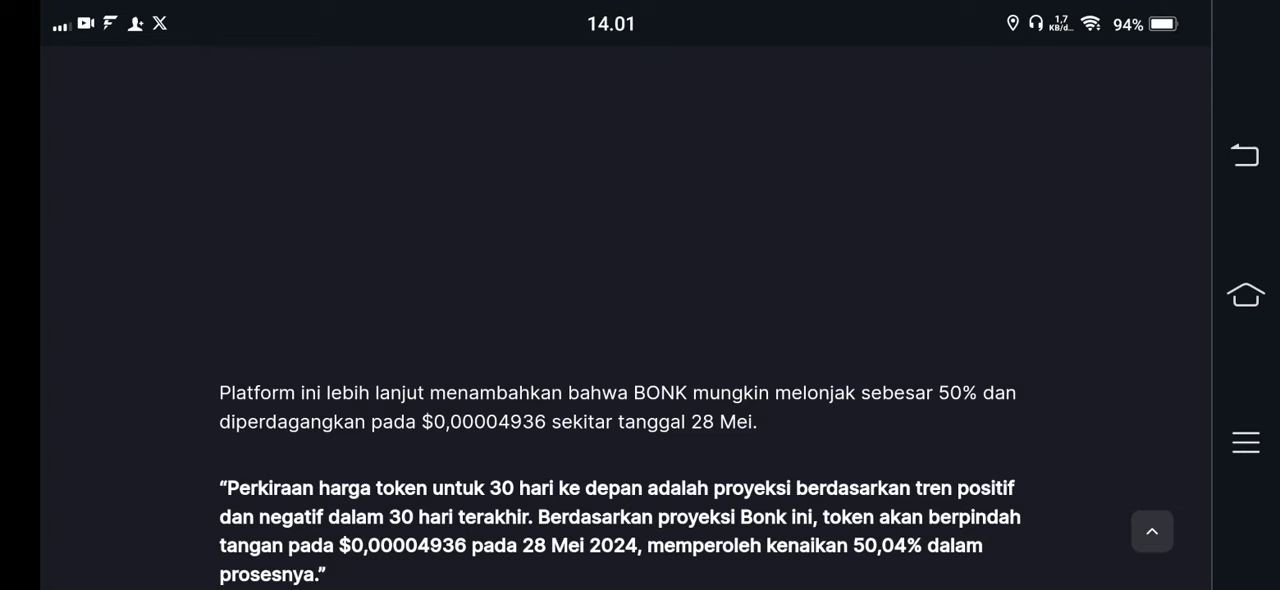 14.01
1,7
KB/d...
94%
Platform ini lebih lanjut menambahkan bahwa BONK mungkin melonjak sebesar 50% dan
diperdagangkan pada $0,00004936 sekitar tanggal 28 Mei.
“Perkiraan harga token untuk 30 hari ke depan adalah proyeksi berdasarkan tren positif
dan negatif dalam 30 hari terakhir. Berdasarkan proyeksi Bonk ini, token akan berpindah
tangan pada $0,00004936 pada 28 Mei 2024, memperoleh kenaikan 50,04% dalam
prosesnya.”